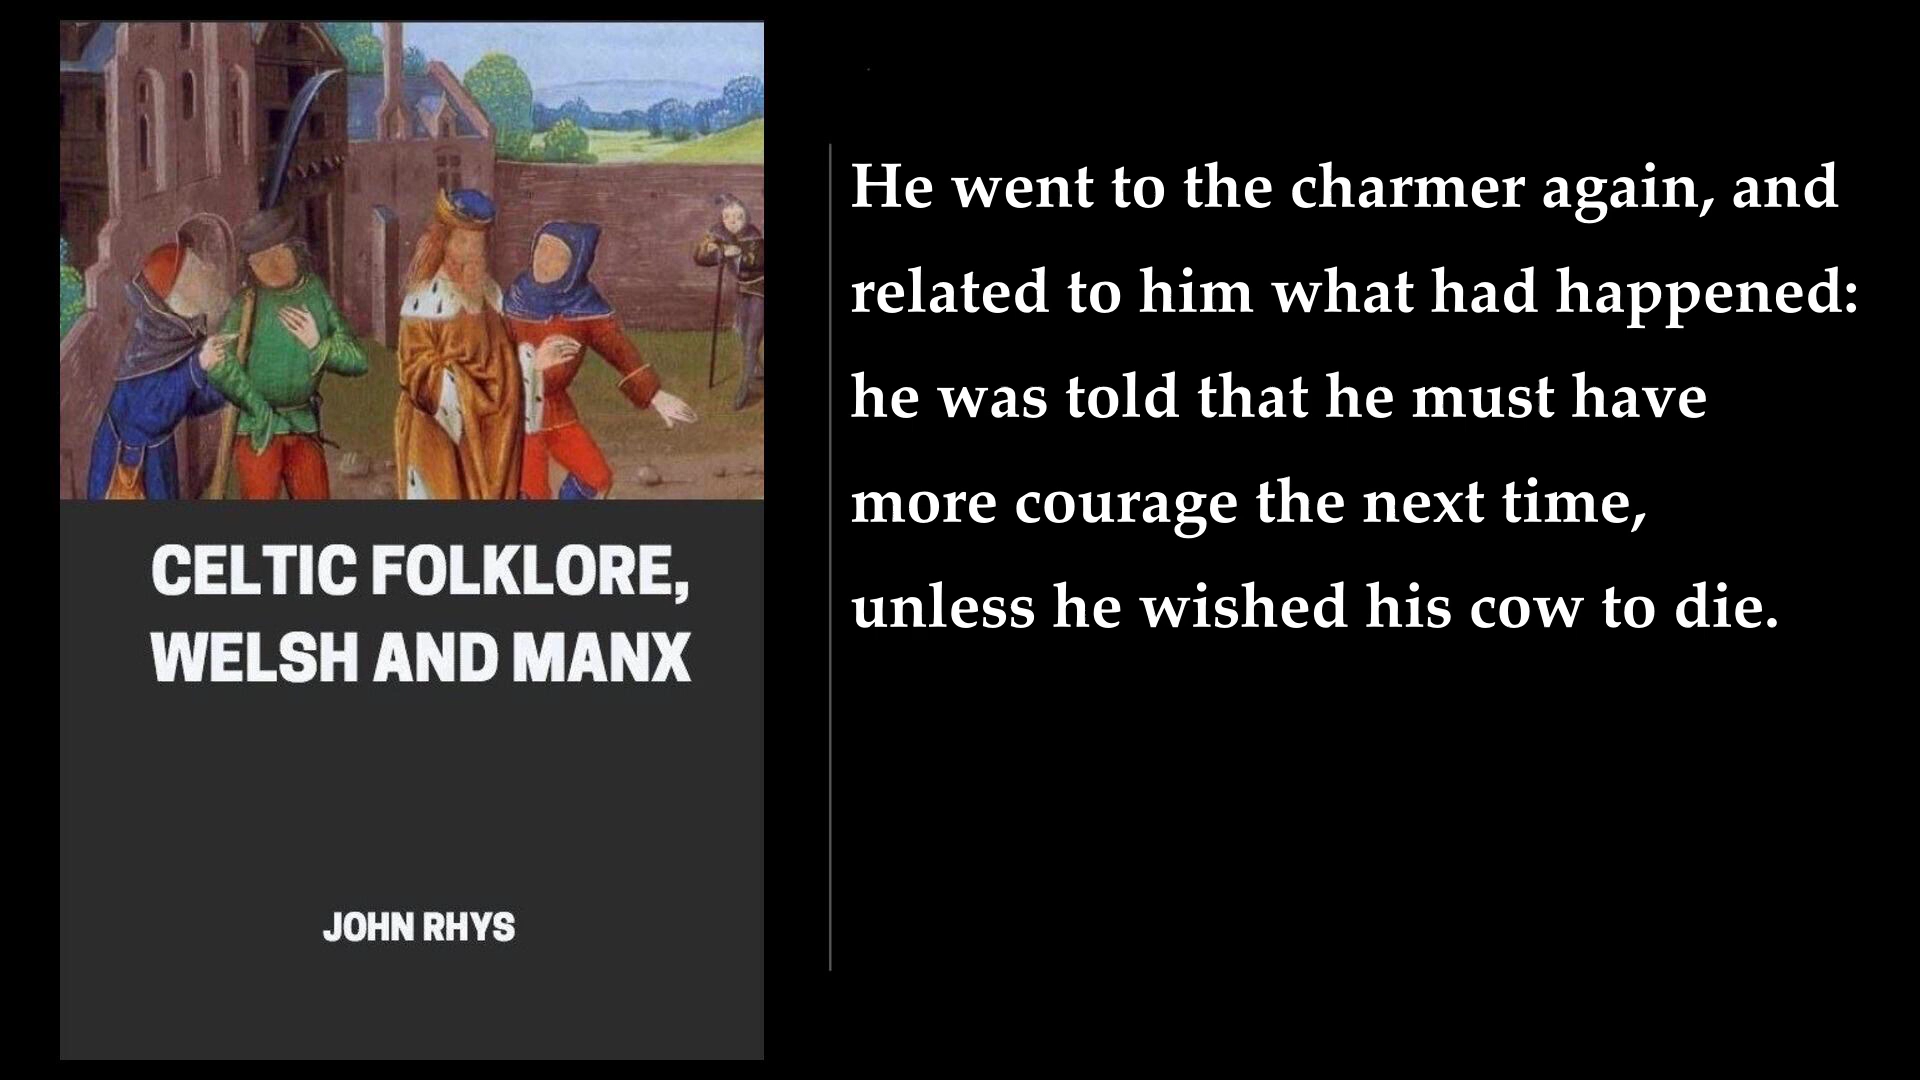 CELTIC FOLKLORE,
WELSH AND MANX
JOHN RHYS
He went to the charmer again, and
related to him what had happened:
he was told that he must have
more courage the next time,
unless he wished his cow to die.